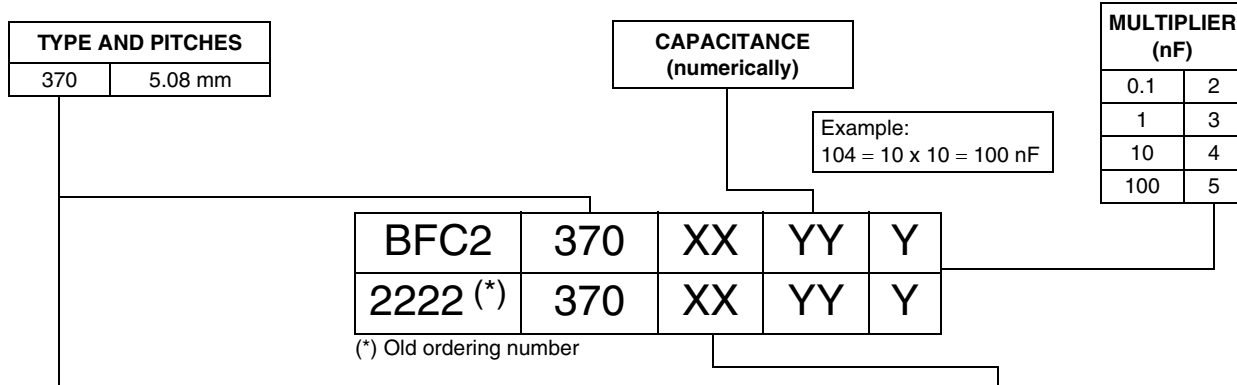 TYPE AND PITCHES
370 5.08 mm
CAPACITANCE
(numerically)
MULTIPLIER
(nF)
0.1 2
1 3
10 4
100 5
Example:
104 = 10 x 10 = 100 nF
BFC2 370 XX YY Y
2222 (*) 370 XX YY Y
(*) Old ordering number